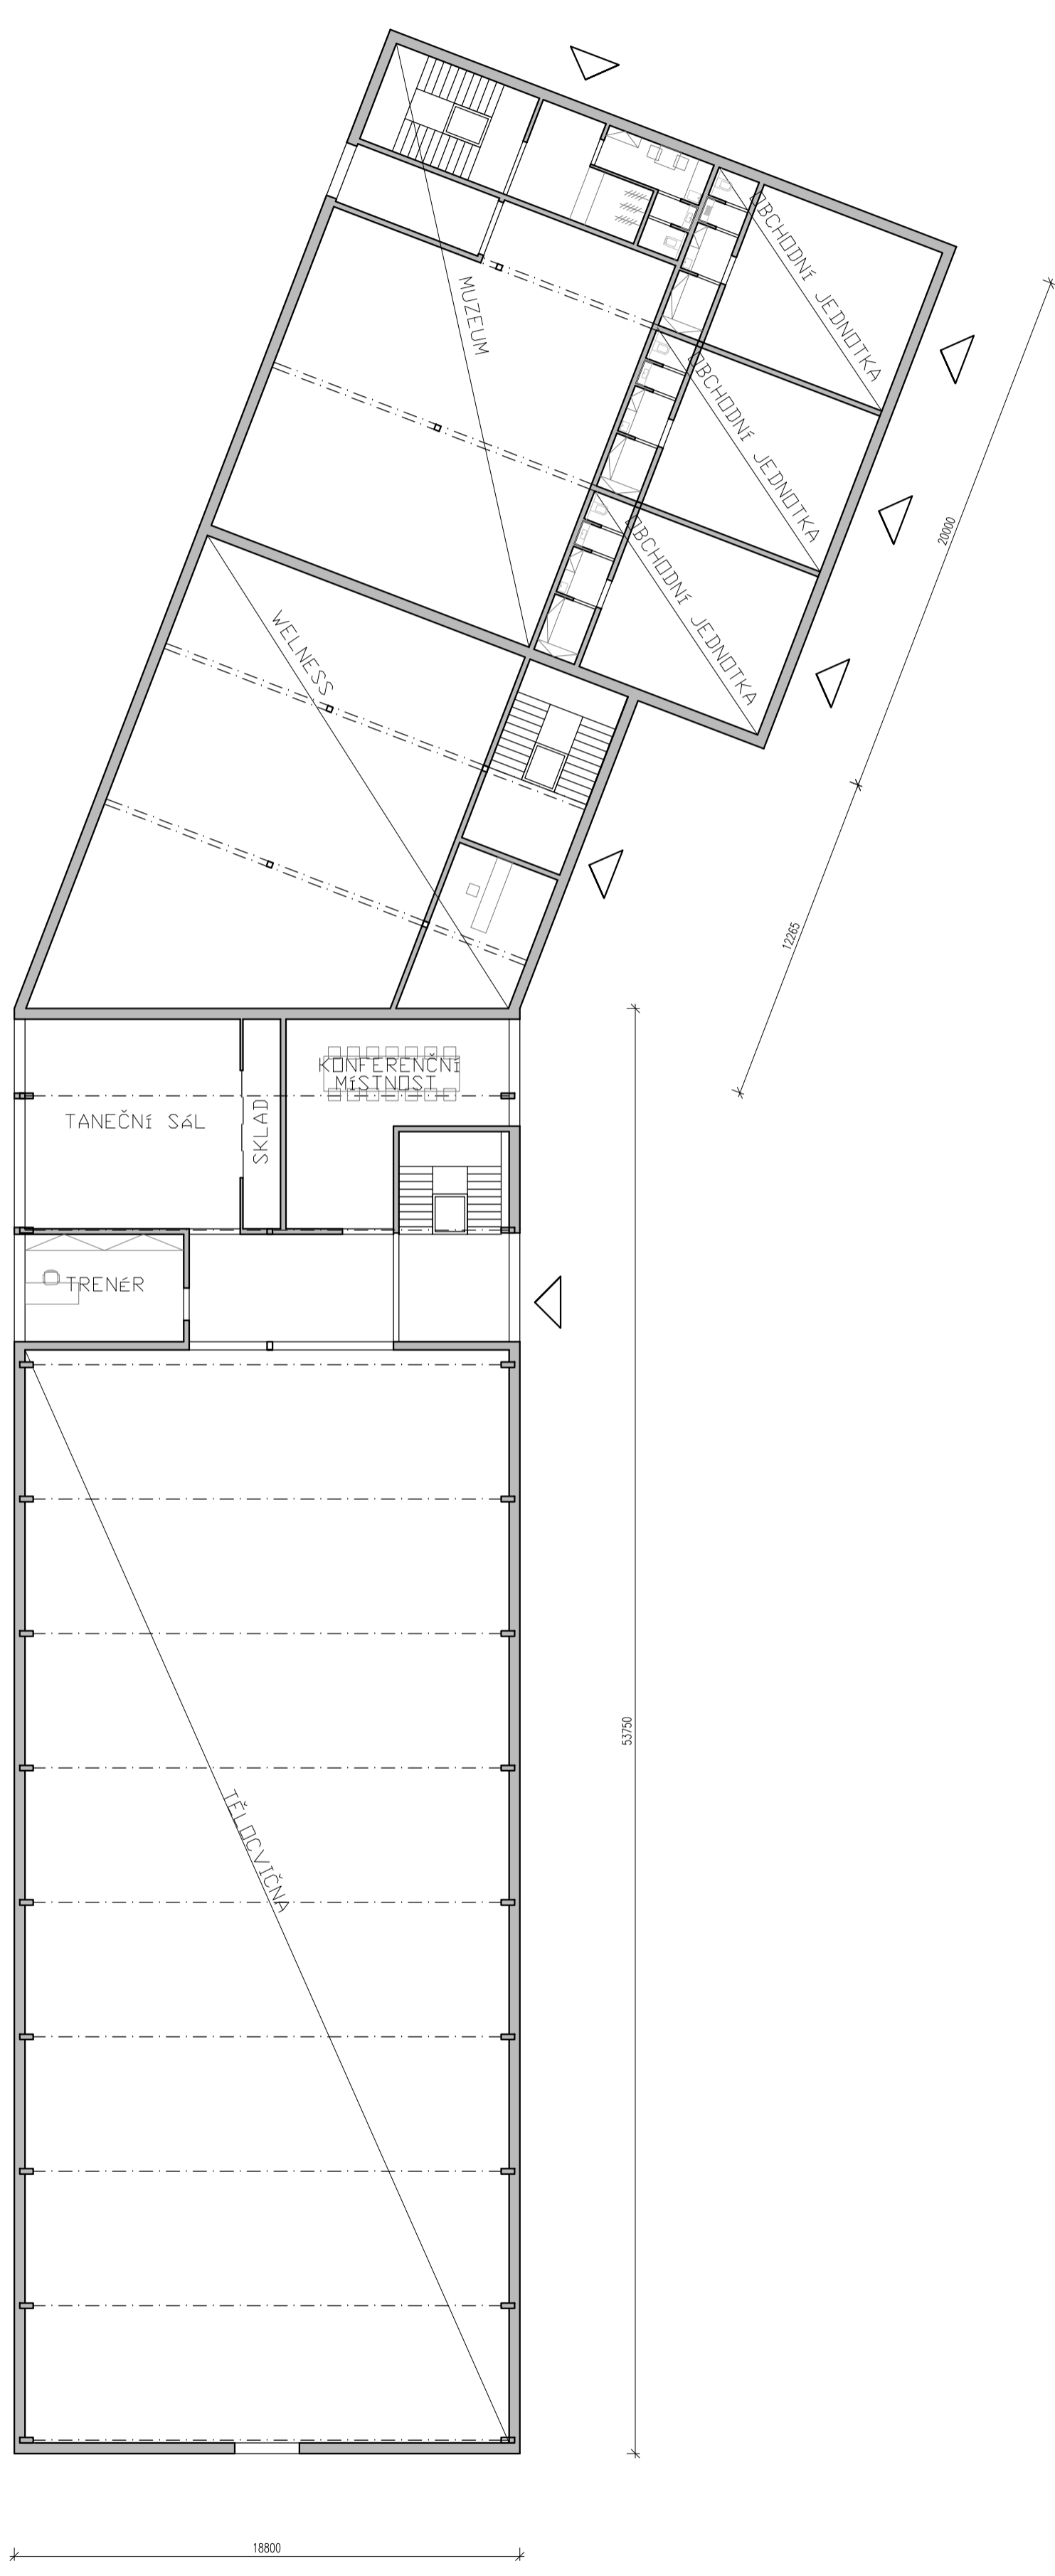 OBCHODNÍ JEDNOTKA
MUZEUM
OBCHODNÍ JEDNOTKA
OBCHODNÍ JEDNOTKA
20000
WELNESS
12265
KONFERENČNÍ
MÍSTNOST
TANEČNÍ SÁL
SKLAD
TRENÉR
53750
TĚLOCVIČNA
18800